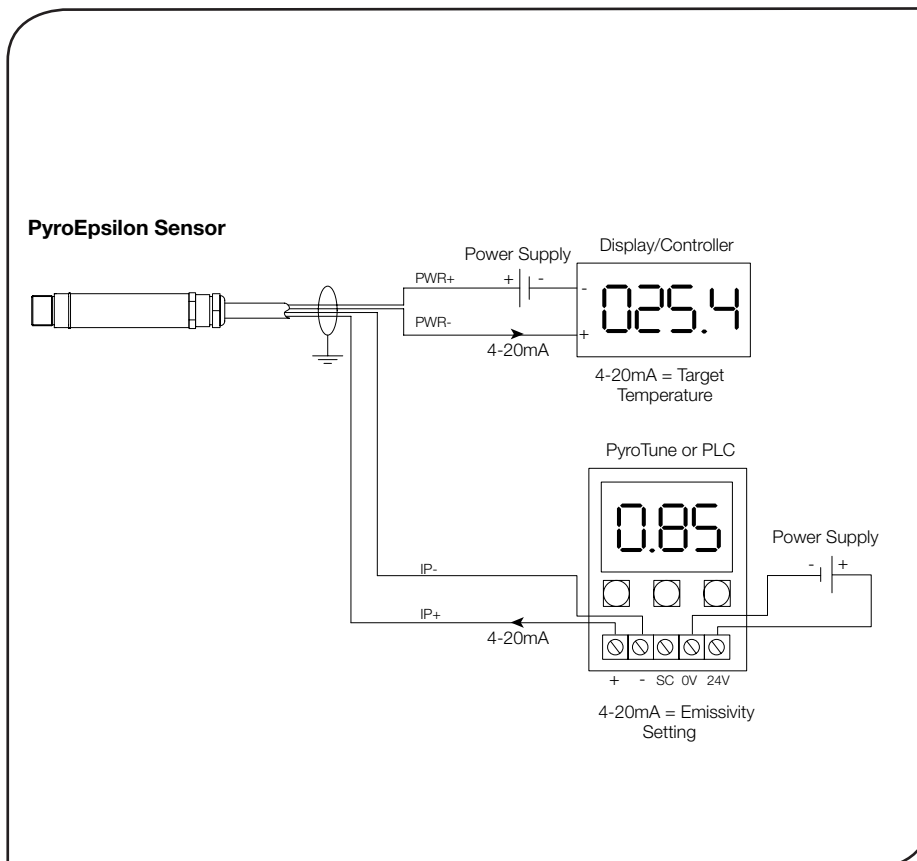 PyroEpsilon Sensor
Power Supply
Display/Controller
PWR+
+ -
-
025.4
PWR-
+
4-20mA
4-20mA = Target
Temperature
PyroTune or PLC
0.85
Power Supply
- +
IP-
IP+
4-20mA
+ - SC 0V 24V
4-20mA = Emissivity
Setting